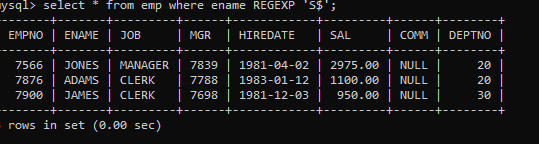 mysql> select * from emp where ename REGEXP 'S$';
+-------+-------+---------+------+------------+---------+------+--------+
| EMPNO | ENAME | JOB     | MGR  | HIREDATE   | SAL     | COMM | DEPTNO |
+-------+-------+---------+------+------------+---------+------+--------+
| 7566 | JONES | MANAGER | 7839 | 1981-04-02 | 2975.00 | NULL | 20 |
| 7876 | ADAMS | CLERK | 7788 | 1983-01-12 | 1100.00 | NULL | 20 |
| 7900 | JAMES | CLERK | 7698 | 1981-12-03 | 950.00 | NULL | 30 |
+-------+-------+---------+------+------------+---------+------+--------+
rows in set (0.00 sec)